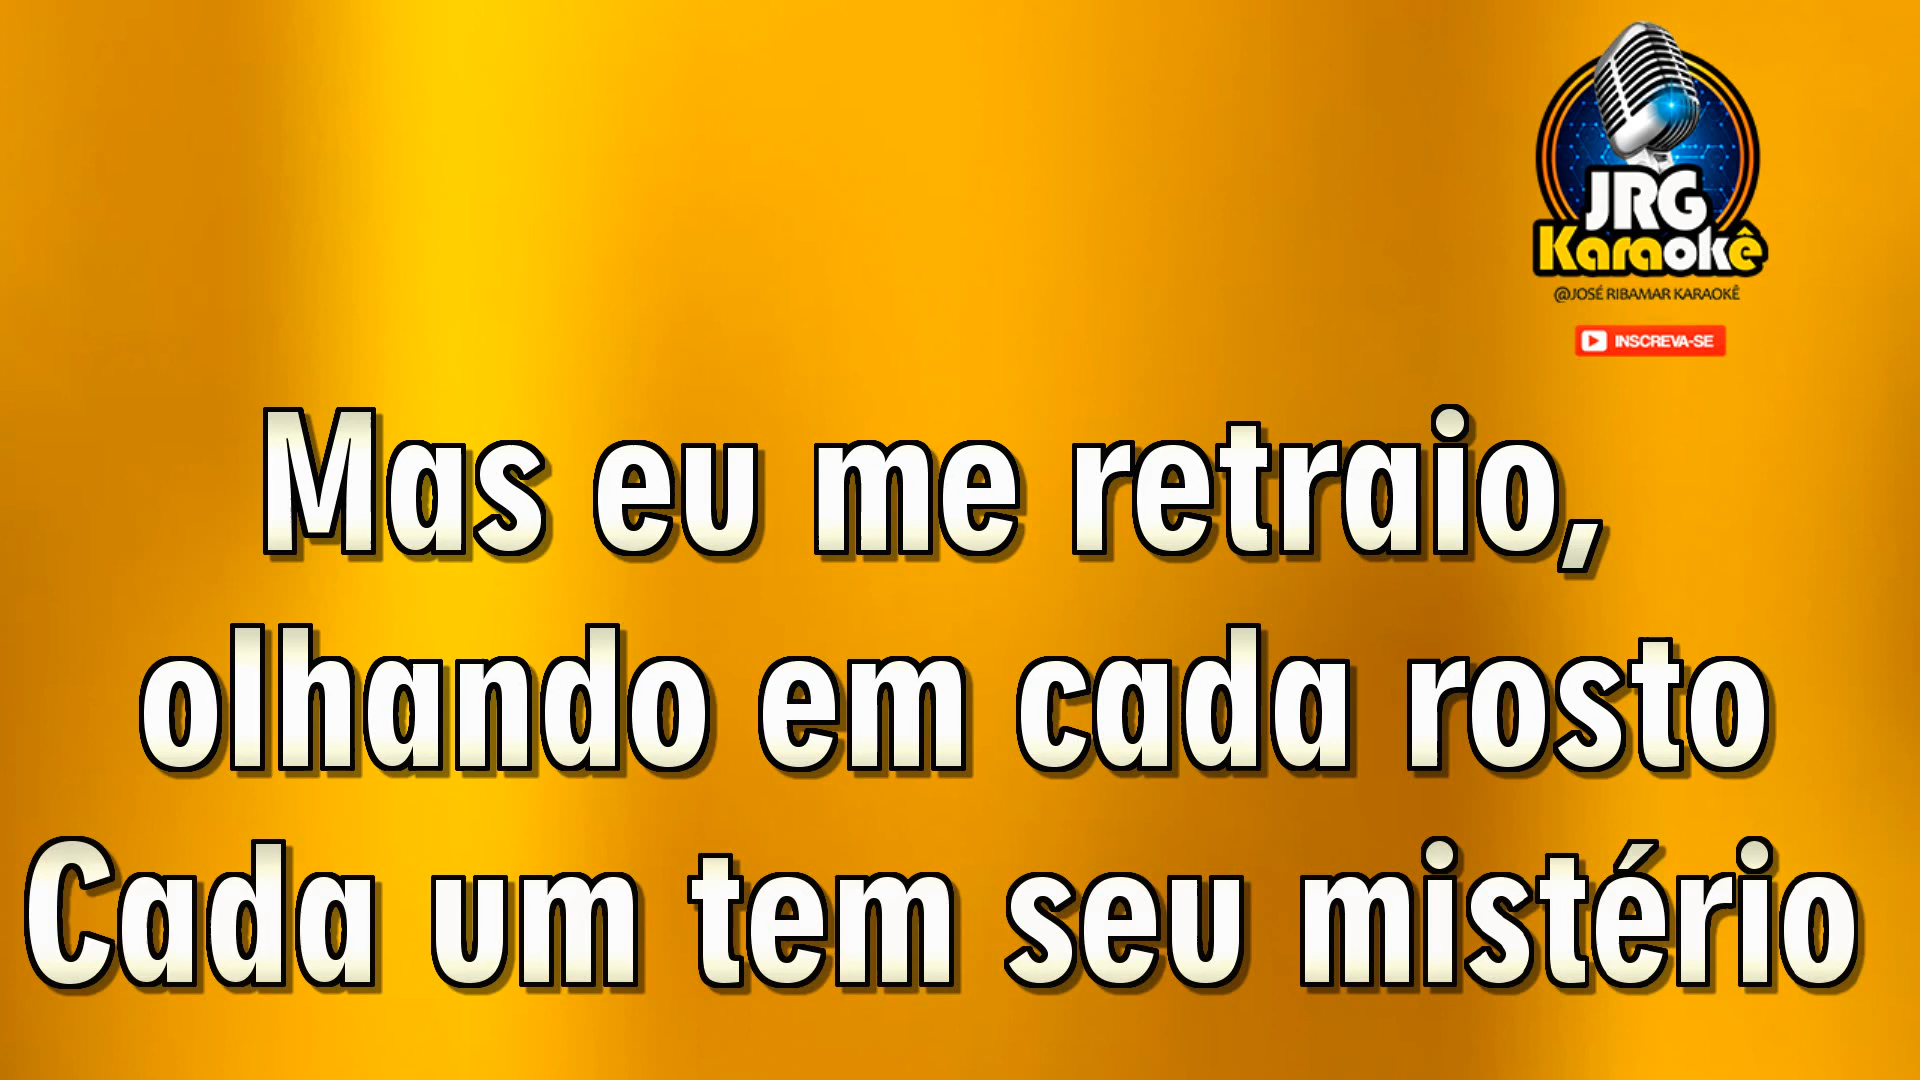 JRG
Karaokê
@JOSÉ RIBAMAR KARAOKÊ
INSCREVA-SE
Mas eu me retraio,
olhando em cada rosto
Cada um tem seu mistério